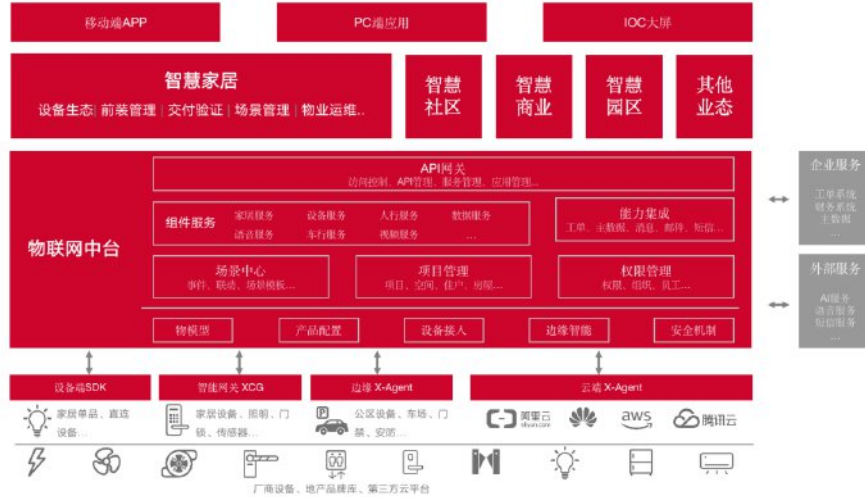 移动端APP
PC端应用
IOC大屏
智慧家居
设备生态| 前装管理 | 交付验证 | 场景管理 | 物业运维..
智慧
社区
智慧
商业
智慧
园区
其他
业态
物联网中台
API网关
访问控制、API管理、服务管理、应用管理...
组件服务
家居服务
设备服务
人行服务
数据服务
语音服务
车行服务
视频服务
...
能力集成
工单、主数据、消息、邮件、短信...
场景中心
事件、联动、场景模板...
项目管理
项目、空间、住户、房屋...
权限管理
权限、组织、员工...
物模型
产品配置
设备接入
边缘智能
安全机制
企业服务
工单系统
财务系统
主数据
...
外部服务
AI服务
语音服务
短信服务
...
设备端SDK
智能网关 XCG
边缘 X-Agent
云端 X-Agent
家居单品、直连
设备...
家居设备、照明、门
锁、传感器...
P
公区设备、车场、门
禁、安防...
阿里云
aliyun.com
aws
腾讯云
厂商设备、地产品牌库、第三方云平台